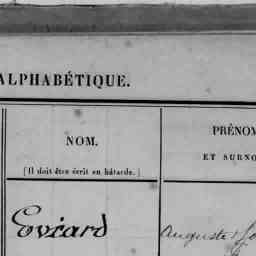 ALPHABÉTIQUE.
NOM.
PRÉNOM
ET SURNO
(Il doit être écrit en bâtarde.)
Evrard
Auguste